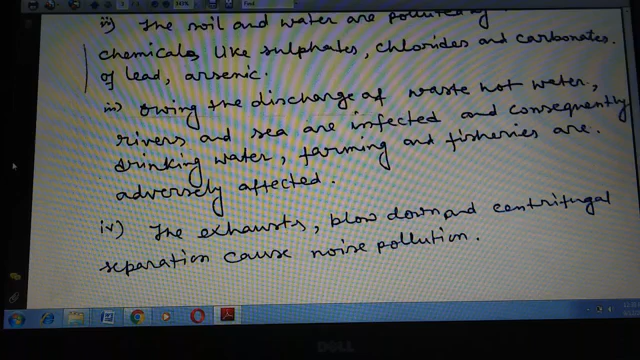 ii) The soil and water are polluted by
chemicals like sulphates, chlorides and carbonates.
of lead, arsenic.
iii) Owing the discharge of waste hot water,
rivers and sea are infected and consequently
drinking water, farming and fisheries are.
adversely affected.
iv) The exhausts, blow down and centrifugal
separation cause noise pollution.
DELL